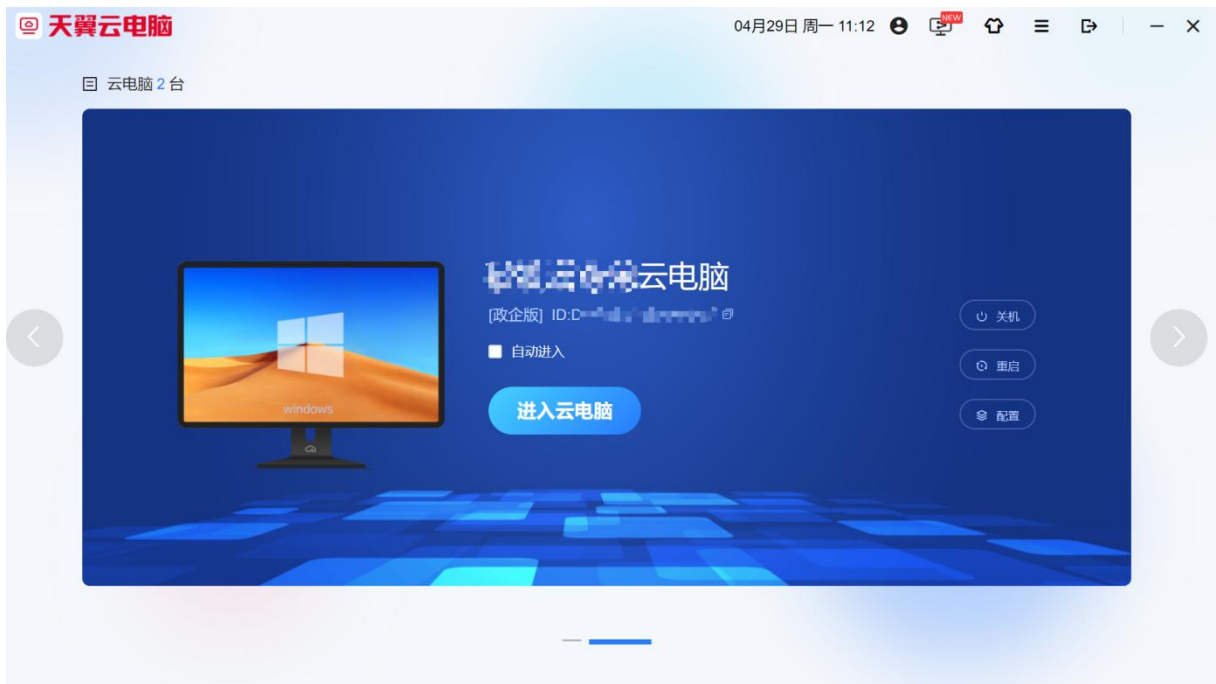 天翼云电脑
04月29日 周一 11:12
NEW
云电脑 2 台
云电脑
[政企版] ID:D
自动进入
进入云电脑
windows
关机
重启
配置